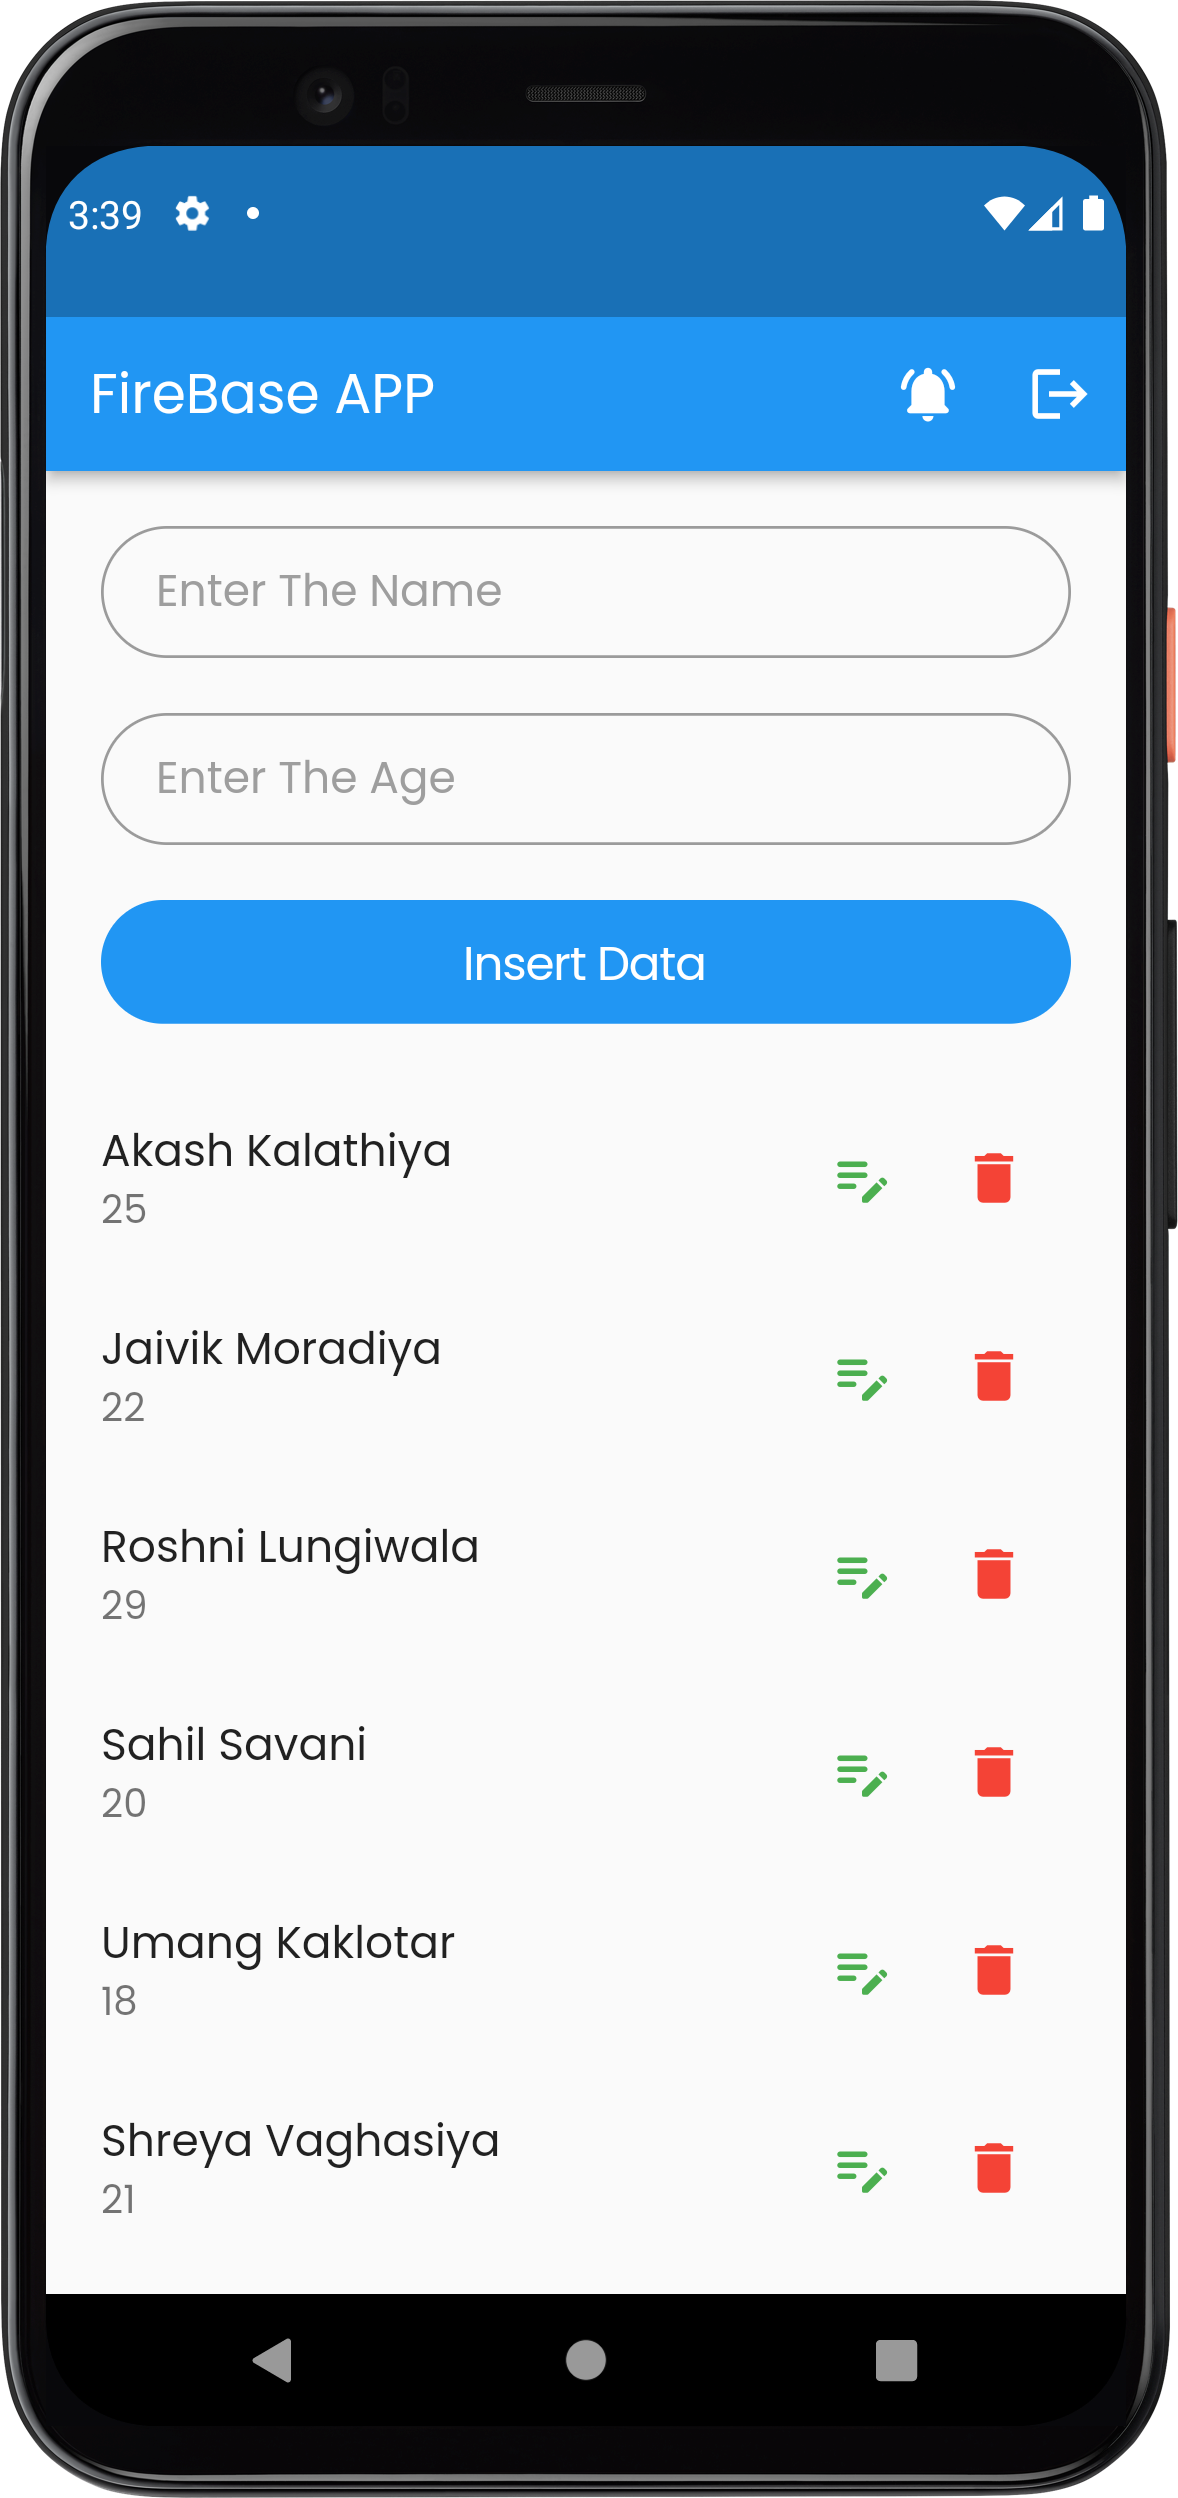 3:39
FireBase APP
Enter The Name
Enter The Age
Insert Data
Akash Kalathiya
25
Jaivik Moradiya
22
Roshni Lungiwala
29
Sahil Savani
20
Umang Kaklotar
18
Shreya Vaghasiya
21